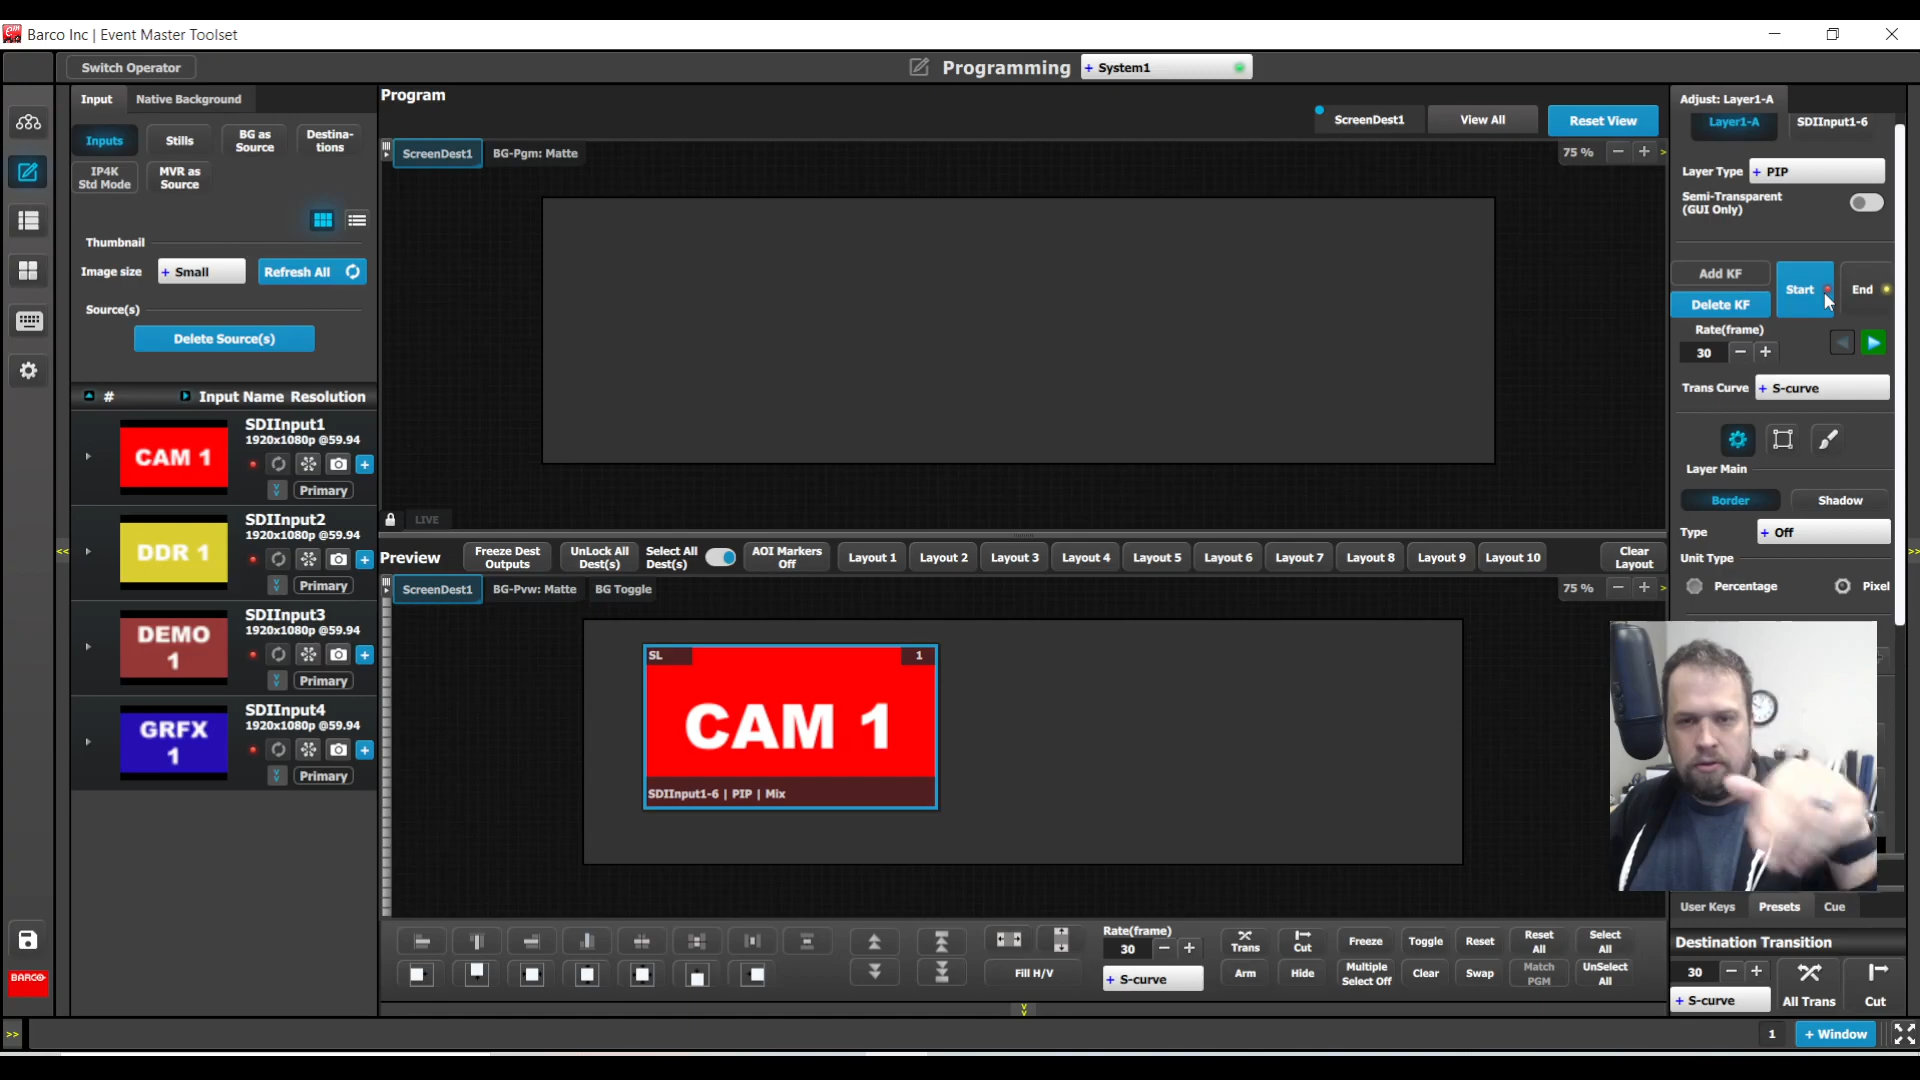 Barco Inc | Event Master Toolset
Switch Operator
Programming
+ System1
Input
Native Background
Inputs
Stills
BG as
Source
Destina-
tions
IP4K
Std Mode
MVR as
Source
Thumbnail
Image size
+ Small
Refresh All
Source(s)
Delete Source(s)
#
Input Name
Resolution
CAM 1
SDIInput1
1920x1080p @59.94
Primary
DDR 1
SDIInput2
1920x1080p @59.94
Primary
DEMO
1
SDIInput3
1920x1080p @59.94
Primary
GRFX
1
SDIInput4
1920x1080p @59.94
Primary
BARCO
Program
ScreenDest1
View All
Reset View
ScreenDest1
BG-Pgm: Matte
75 %
LIVE
Preview
Freeze Dest
Outputs
UnLock All
Dest(s)
Select All
Dest(s)
AOI Markers
Off
Layout 1
Layout 2
Layout 3
Layout 4
Layout 5
Layout 6
Layout 7
Layout 8
Layout 9
Layout 10
Clear
Layout
ScreenDest1
BG-Pvw: Matte
BG Toggle
75 %
SL
1
CAM 1
SDIInput1-6 | PIP | Mix
Fill H/V
Rate(frame)
30
+ S-curve
Trans
Cut
Arm
Hide
Freeze
Toggle
Reset
Reset
All
Select
All
Multiple
Select Off
Clear
Swap
Match
PGM
UnSelect
All
Adjust: Layer1-A
Layer1-A
SDIInput1-6
Layer Type
+ PIP
Semi-Transparent
(GUI Only)
Add KF
Delete KF
Start
End
Rate(frame)
30
Trans Curve
+ S-curve
Layer Main
Border
Shadow
Type
+ Off
Unit Type
Percentage
Pixel
User Keys
Presets
Cue
Destination Transition
30
+ S-curve
All Trans
Cut
1
+ Window